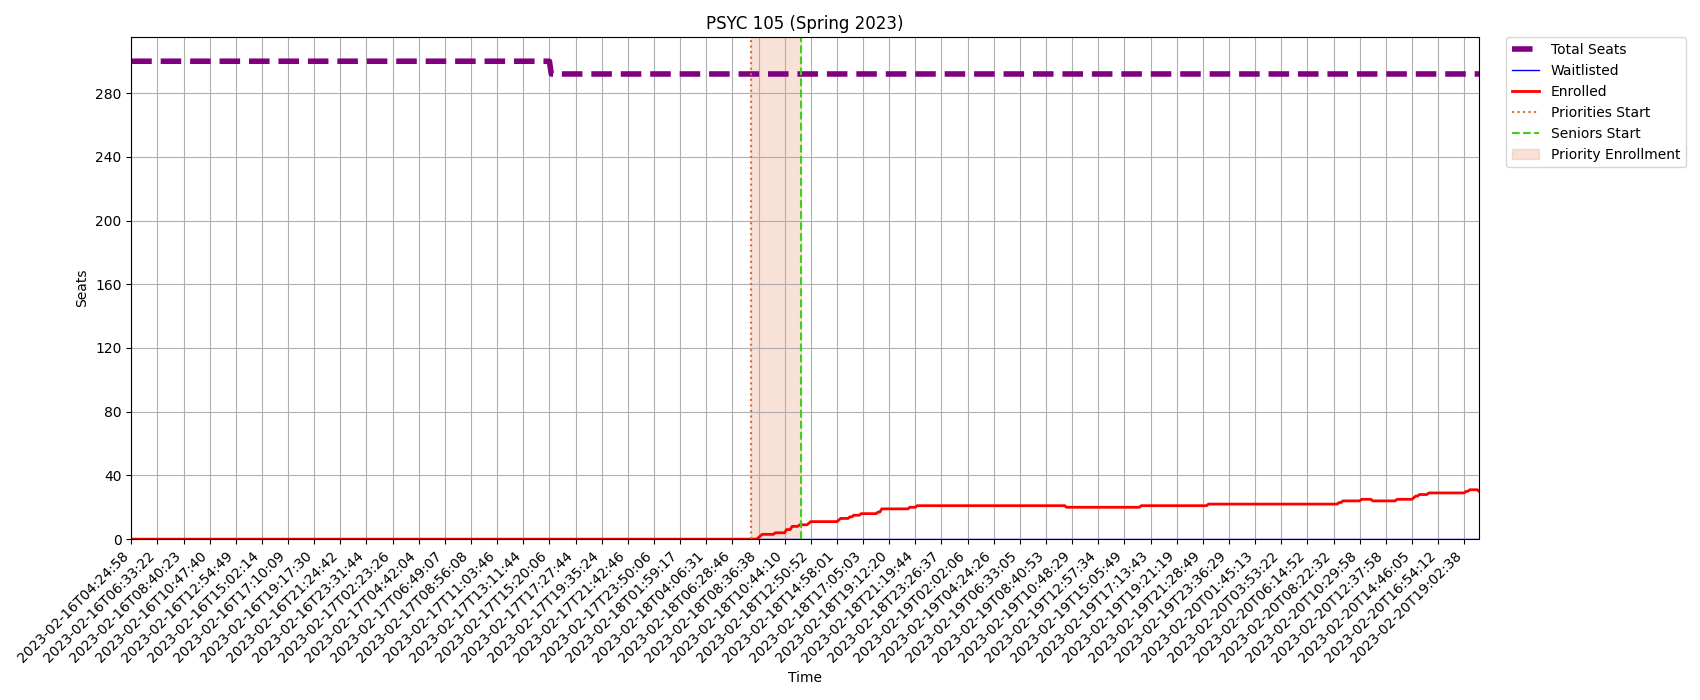 PSYC 105 (Spring 2023)
Total Seats
Waitlisted
Enrolled
Priorities Start
Seniors Start
Priority Enrollment
Seats
280
240
200
160
120
80
40
0
2023-02-16T04:24:58
2023-02-16T06:33:22
2023-02-16T08:40:23
2023-02-16T10:47:40
2023-02-16T12:54:49
2023-02-16T15:02:14
2023-02-16T17:10:09
2023-02-16T19:17:30
2023-02-16T21:24:42
2023-02-16T23:31:44
2023-02-17T02:23:26
2023-02-17T04:42:04
2023-02-17T06:49:07
2023-02-17T08:56:08
2023-02-17T11:03:46
2023-02-17T13:11:44
2023-02-17T15:20:06
2023-02-17T17:27:44
2023-02-17T19:35:24
2023-02-17T21:42:46
2023-02-17T23:50:06
2023-02-18T01:59:17
2023-02-18T04:06:31
2023-02-18T06:28:46
2023-02-18T08:36:38
2023-02-18T10:44:10
2023-02-18T12:50:52
2023-02-18T14:58:01
2023-02-18T17:05:03
2023-02-18T19:12:20
2023-02-18T21:19:44
2023-02-18T23:26:37
2023-02-19T02:02:06
2023-02-19T04:24:26
2023-02-19T06:33:05
2023-02-19T08:40:53
2023-02-19T10:48:29
2023-02-19T12:57:34
2023-02-19T15:05:49
2023-02-19T17:13:43
2023-02-19T19:21:19
2023-02-19T21:28:49
2023-02-19T23:36:29
2023-02-20T01:45:13
2023-02-20T03:53:22
2023-02-20T06:14:52
2023-02-20T08:22:32
2023-02-20T10:29:58
2023-02-20T12:37:58
2023-02-20T14:46:05
2023-02-20T16:54:12
2023-02-20T19:02:38
Time